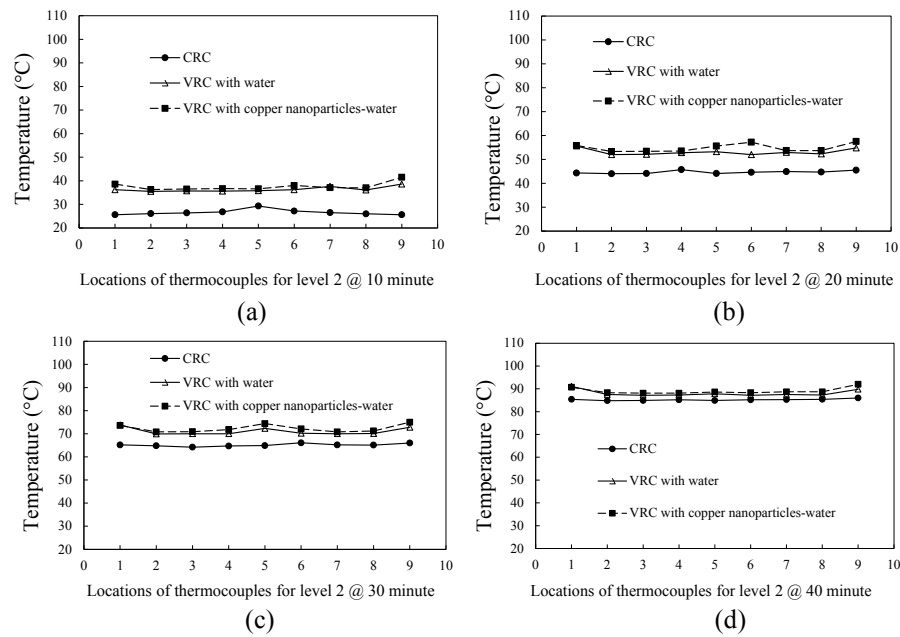 (a)
110
100
90
80
70
60
50
40
30
20
Temperature (°C)
CRC
VRC with water
VRC with copper nanoparticles-water
0 1 2 3 4 5 6 7 8 9 10
Locations of thermocouples for level 2 @ 10 minute
(a)
(b)
110
100
90
80
70
60
50
40
30
20
Temperature (°C)
CRC
VRC with water
VRC with copper nanoparticles-water
0 1 2 3 4 5 6 7 8 9 10
Locations of thermocouples for level 2 @ 20 minute
(b)
110
100
90
80
70
60
50
40
30
20
Temperature (°C)
CRC
VRC with water
VRC with copper nanoparticles-water
0 1 2 3 4 5 6 7 8 9 10
Locations of thermocouples for level 2 @ 30 minute
(c)
110
100
90
80
70
60
50
40
30
20
Temperature (°C)
CRC
VRC with water
VRC with copper nanoparticles-water
0 1 2 3 4 5 6 7 8 9 10
Locations of thermocouples for level 2 @ 40 minute
(d)